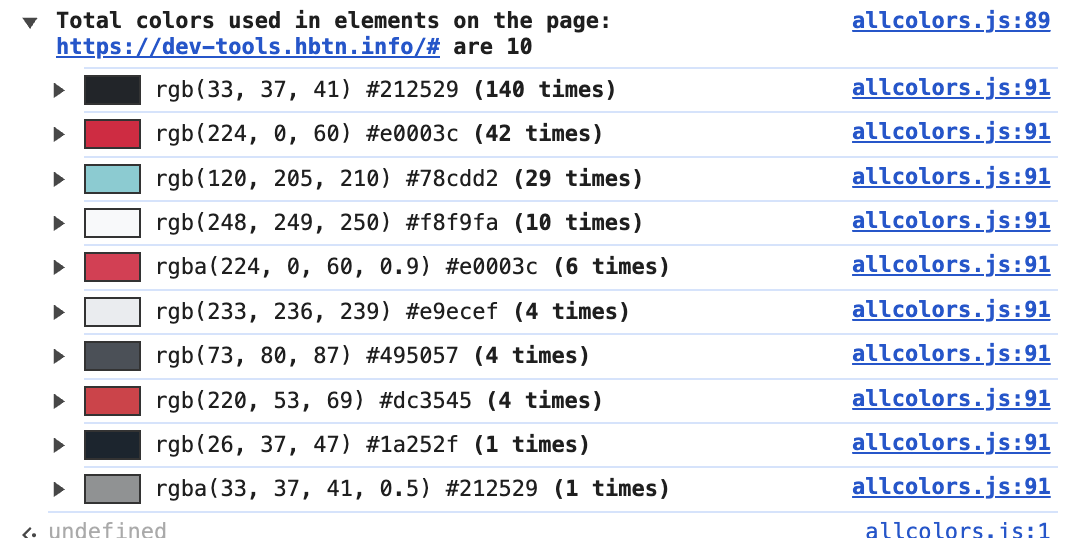 Total colors used in elements on the page: allcolors.js:89
https://dev-tools.hbtn.info/# are 10
rgb(33, 37, 41) #212529 (140 times) allcolors.js:91
rgb(224, 0, 60) #e0003c (42 times) allcolors.js:91
rgb(120, 205, 210) #78cdd2 (29 times) allcolors.js:91
rgb(248, 249, 250) #f8f9fa (10 times) allcolors.js:91
rgba(224, 0, 60, 0.9) #e0003c (6 times) allcolors.js:91
rgb(233, 236, 239) #e9ecef (4 times) allcolors.js:91
rgb(73, 80, 87) #495057 (4 times) allcolors.js:91
rgb(220, 53, 69) #dc3545 (4 times) allcolors.js:91
rgb(26, 37, 47) #1a252f (1 times) allcolors.js:91
rgba(33, 37, 41, 0.5) #212529 (1 times) allcolors.js:91
undefined allcolors.js:1